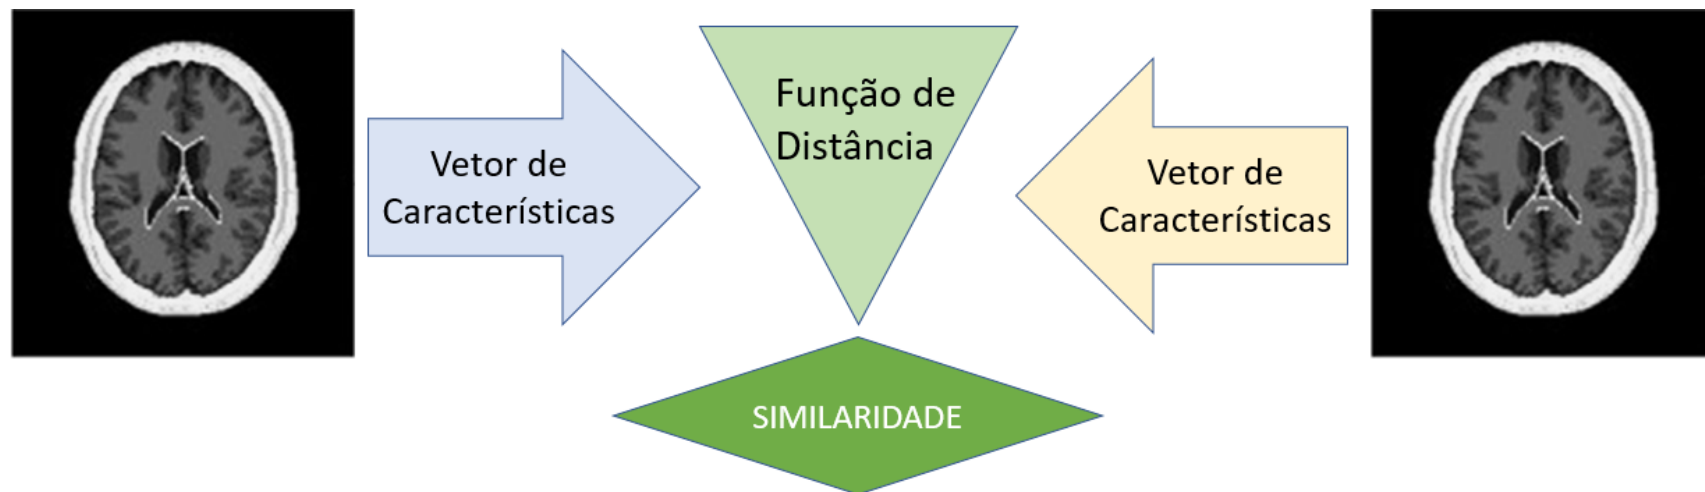 Vetor de
Características
Função de
Distância
Vetor de
Características
SIMILARIDADE